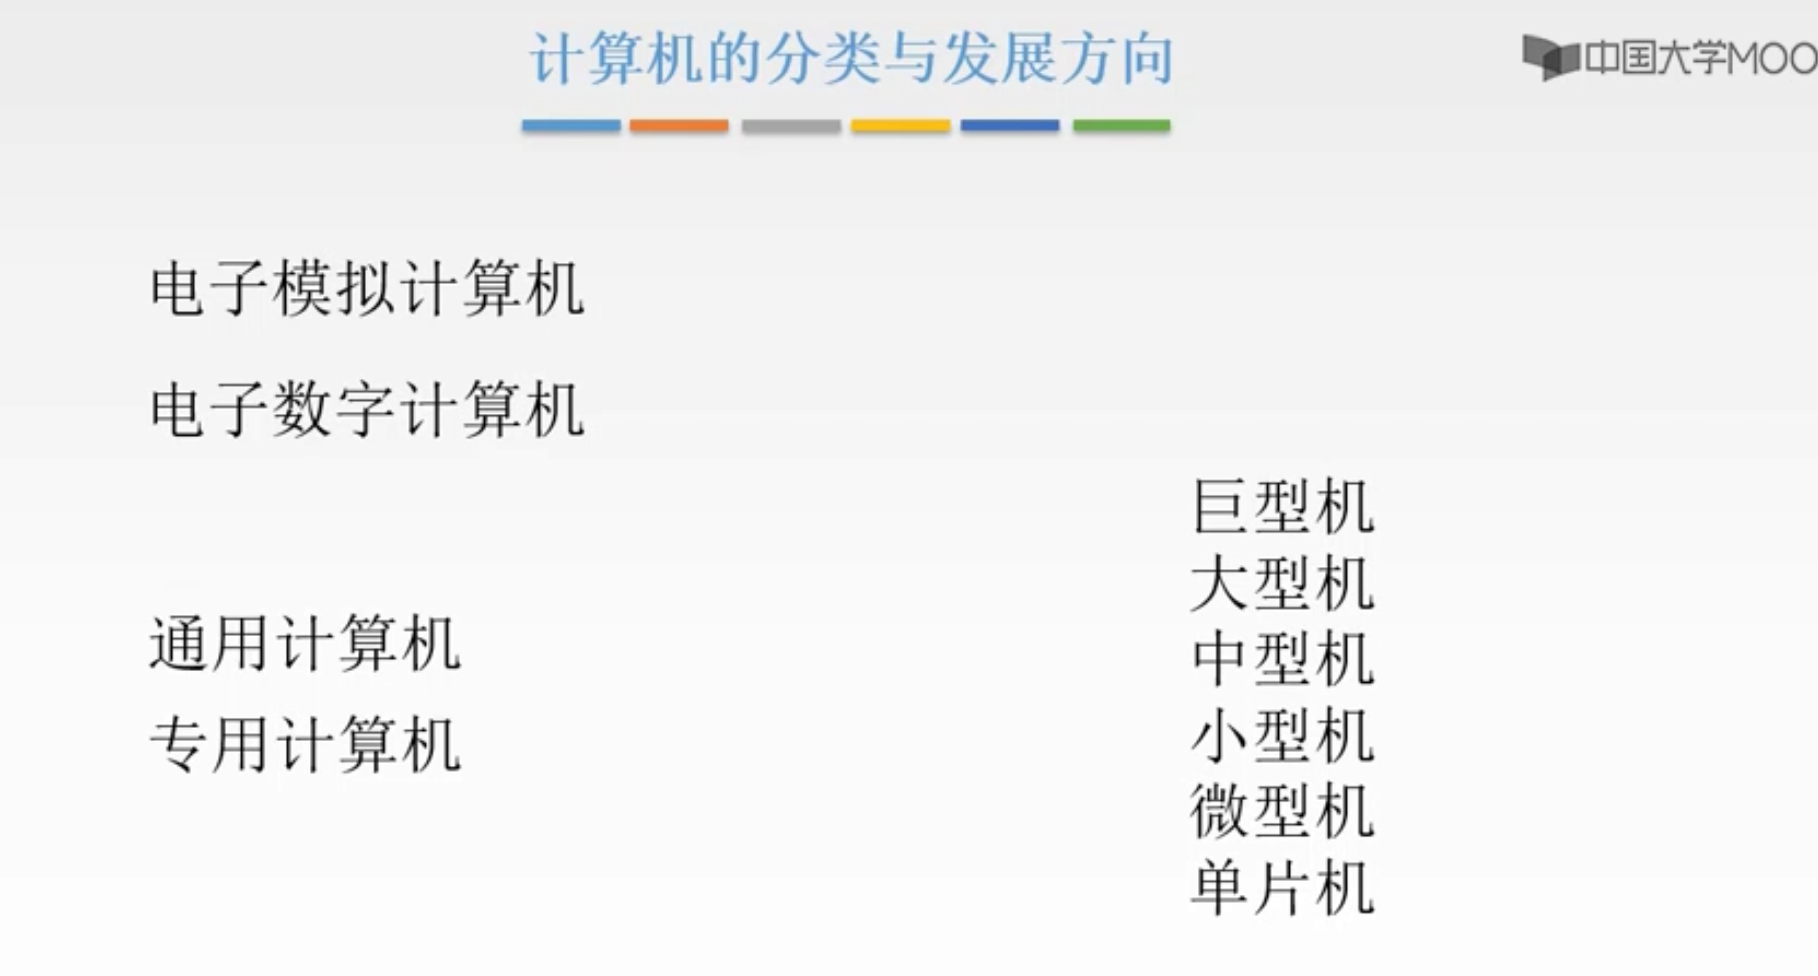 计算机的分类与发展方向
中国大学MOO
电子模拟计算机
电子数字计算机
通用计算机
专用计算机
巨型机
大型机
中型机
小型机
微型机
单片机